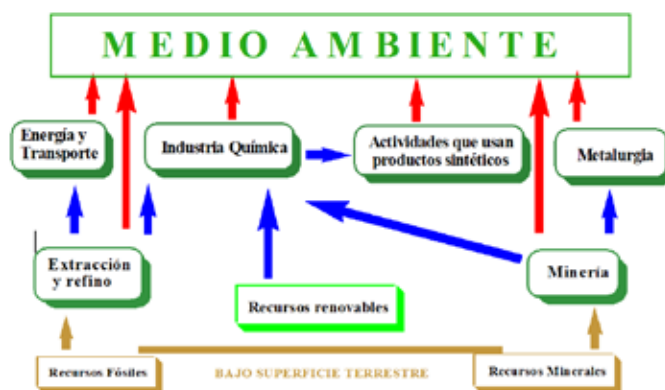 MEDIO AMBIENTE
Energía y
Transporte
Industria Química
Actividades que usan
productos sintéticos
Metalurgia
Extracción
y refino
Recursos renovables
Minería
Recursos Fósiles
BAJO SUPERFICIE TERRESTRE
Recursos Minerales